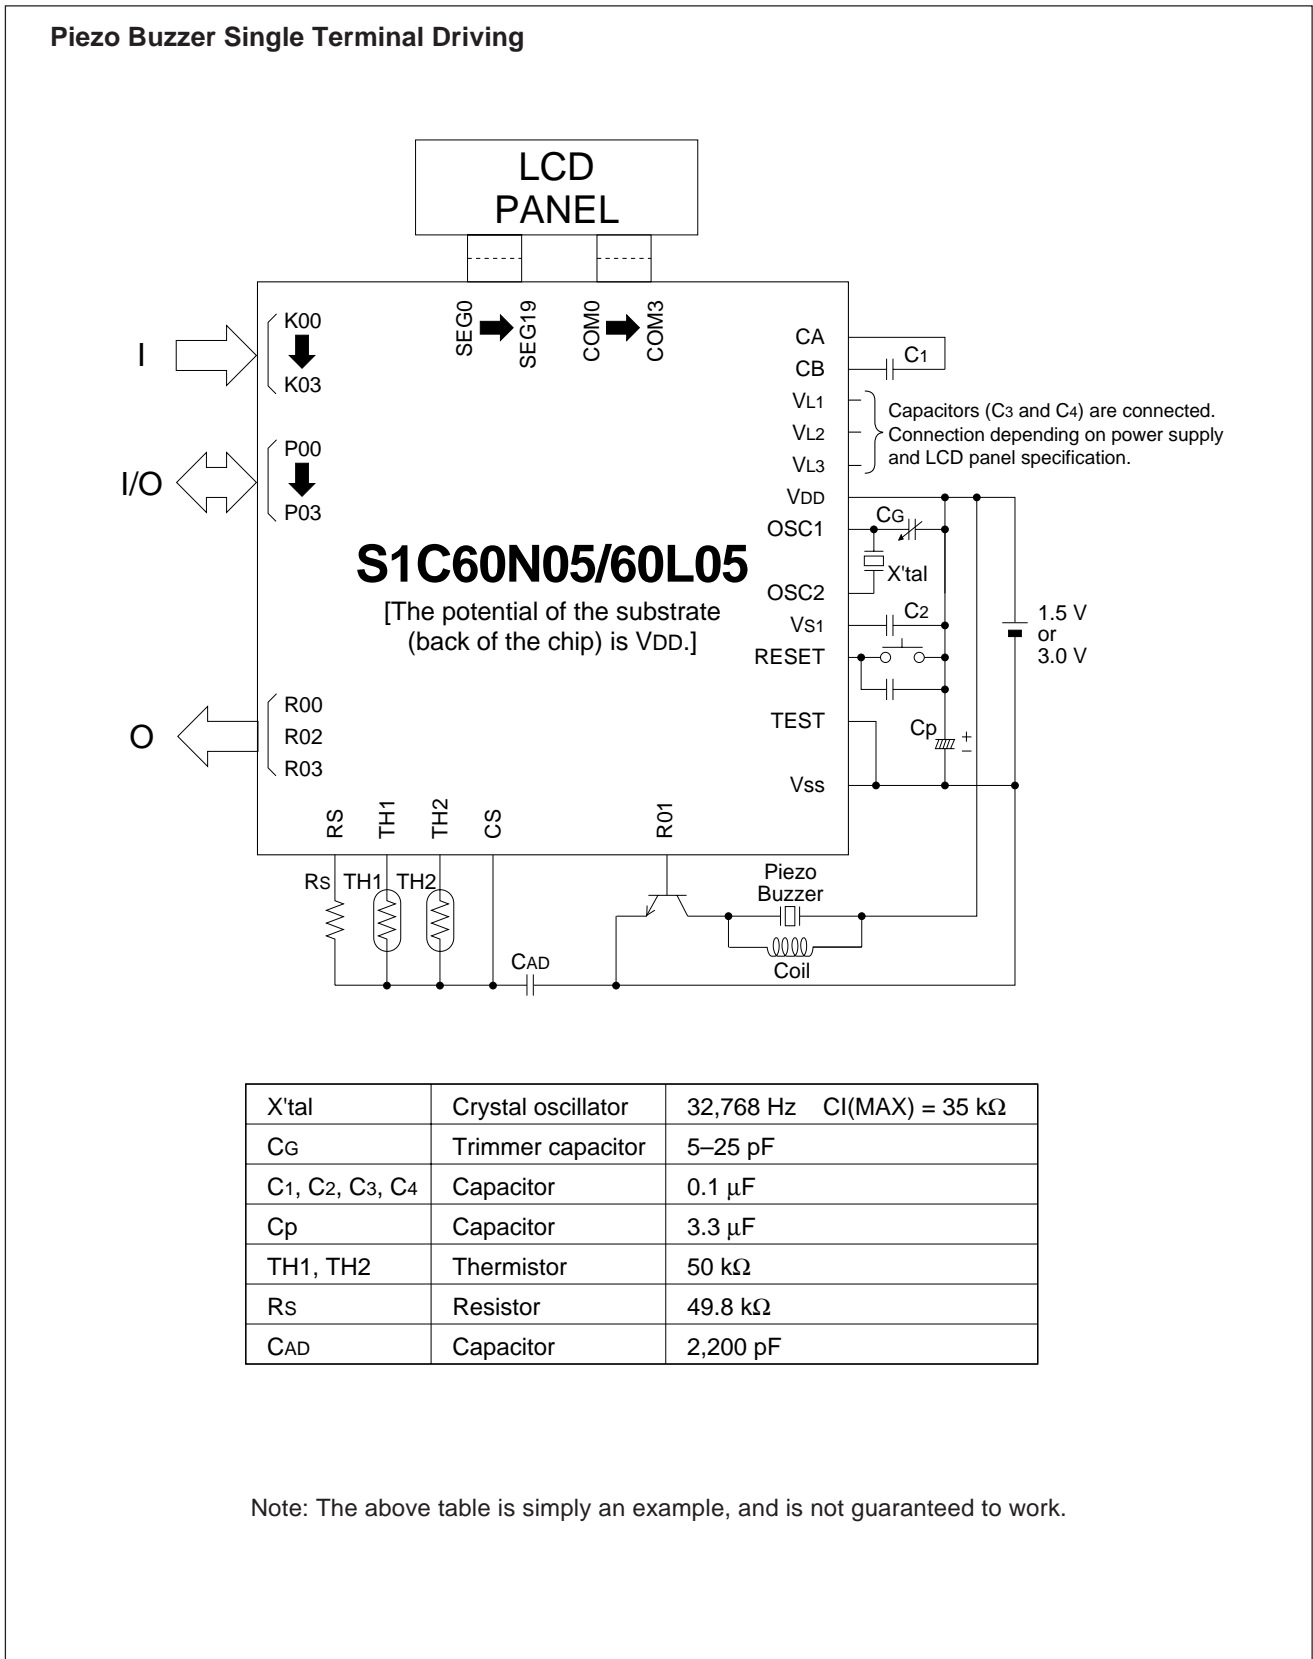 Piezo Buzzer Single Terminal Driving
LCD
PANEL
SEG0
SEG19
COM0
COM3
I
K00
K03
I/O
P00
P03
O
R00
R02
R03
S1C60N05/60L05
[The potential of the substrate
(back of the chip) is VDD.]
CA
CB
C1
VL1
VL2
VL3
Capacitors (C3 and C4) are connected.
Connection depending on power supply
and LCD panel specification.
VDD
OSC1
CG
X'tal
OSC2
VS1
C2
RESET
TEST
Cp
+
–
Vss
1.5 V
or
3.0 V
RS
TH1
TH2
CS
R01
Rs
TH1
TH2
CAD
Piezo
Buzzer
Coil
X'tal Crystal oscillator 32,768 Hz CI(MAX) = 35 kΩ
CG Trimmer capacitor 5–25 pF
C1, C2, C3, C4 Capacitor 0.1 μF
Cp Capacitor 3.3 μF
TH1, TH2 Thermistor 50 kΩ
Rs Resistor 49.8 kΩ
CAD Capacitor 2,200 pF
Note: The above table is simply an example, and is not guaranteed to work.